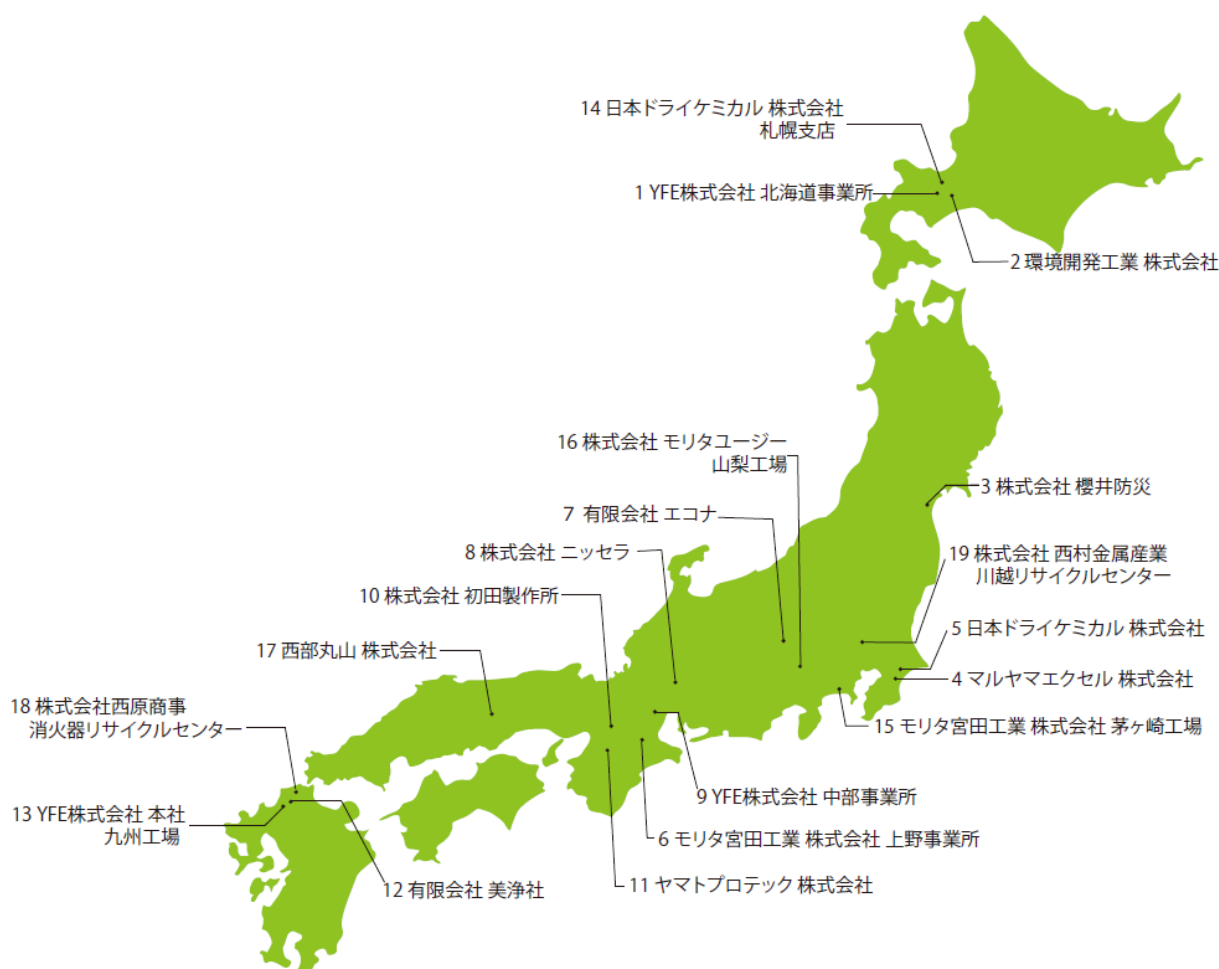 14 日本ドライケミカル 株式会社
札幌支店
1 YFE株式会社 北海道事業所
2 環境開発工業 株式会社
16 株式会社 モリタユージー
山梨工場
3 株式会社 櫻井防災
7 有限会社 エコナ
8 株式会社 ニッセラ
19 株式会社 西村金属産業
川越リサイクルセンター
10 株式会社 初田製作所
5 日本ドライケミカル 株式会社
17 西部丸山 株式会社
4 マルヤマエクセル 株式会社
18 株式会社西原商事
消火器リサイクルセンター
15 モリタ宮田工業 株式会社 茅ヶ崎工場
9 YFE株式会社 中部事業所
13 YFE株式会社 本社
九州工場
6 モリタ宮田工業 株式会社 上野事業所
11 ヤマトプロテック 株式会社
12 有限会社 美浄社